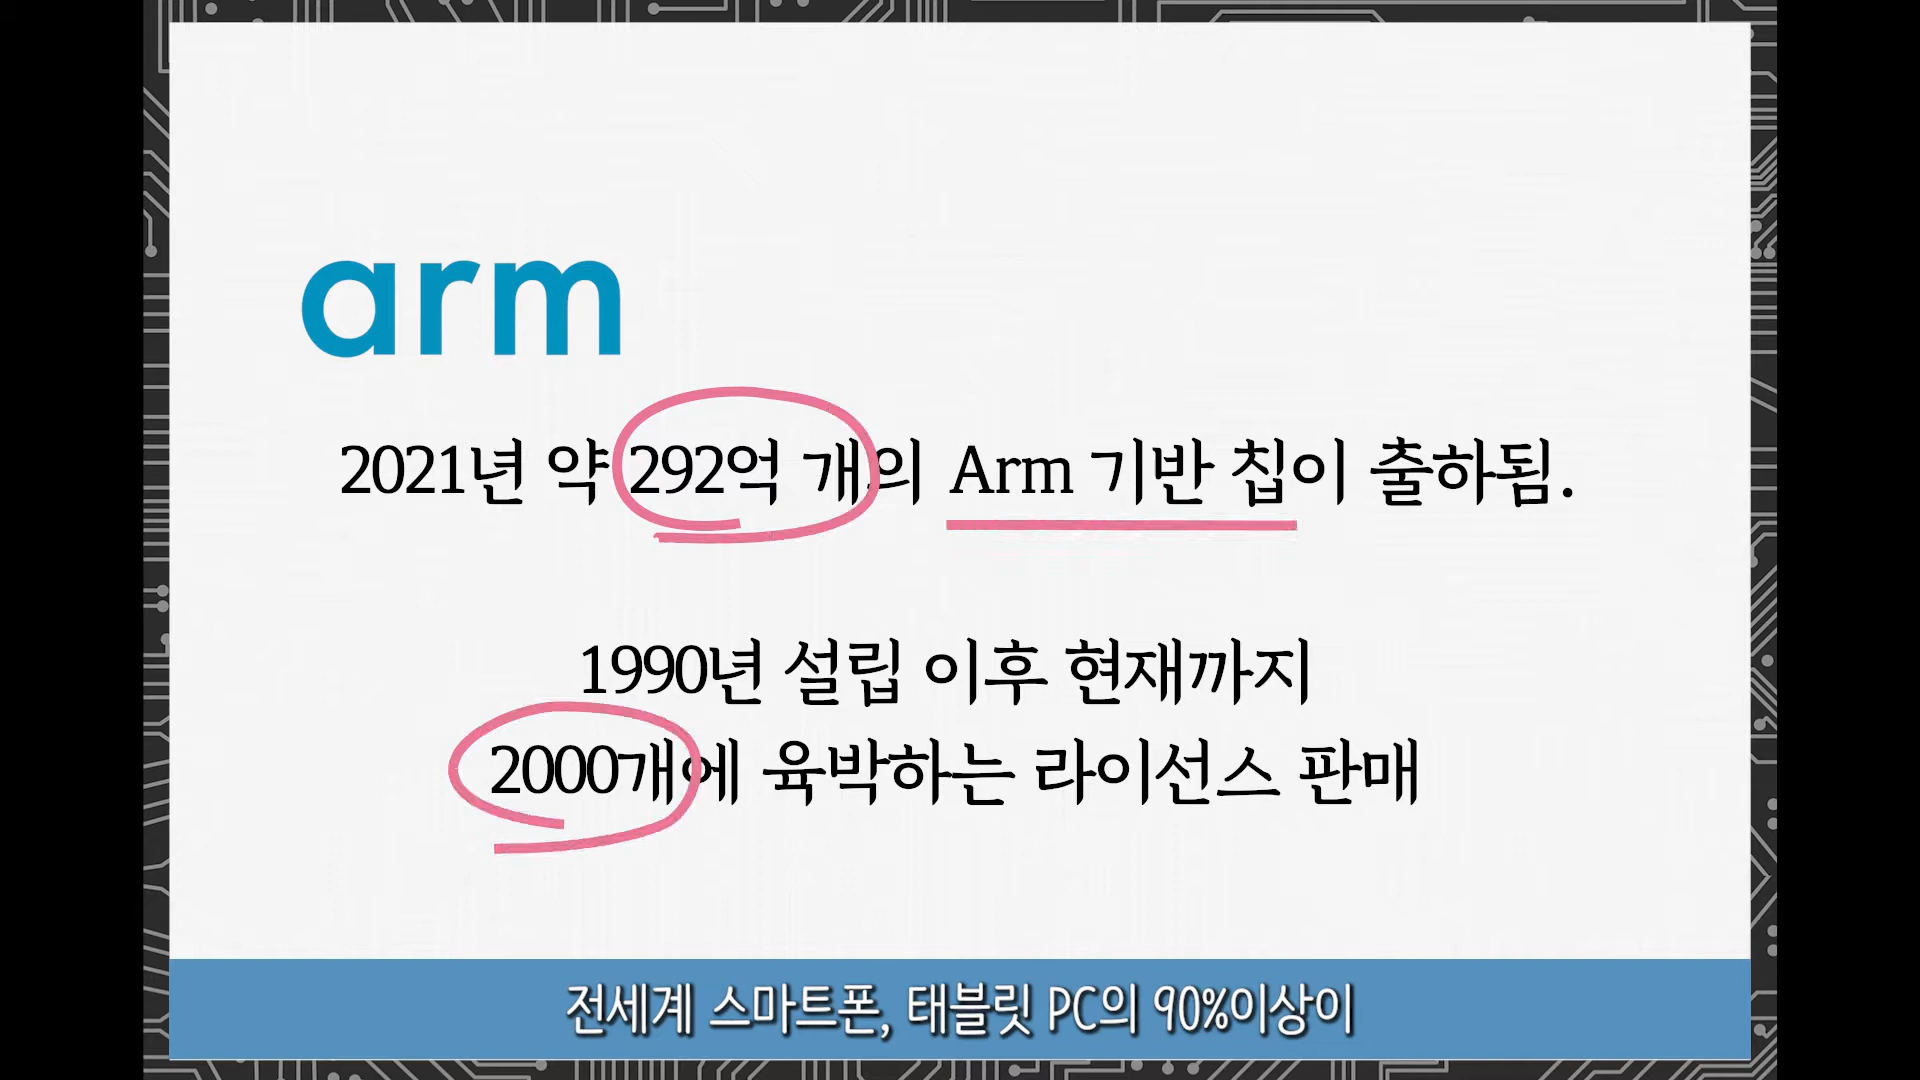 arm
2021년 약 292억 개의 Arm 기반 칩이 출하됨.
1990년 설립 이후 현재까지
2000개에 육박하는 라이선스 판매
전세계 스마트폰, 태블릿 PC의 90%이상이